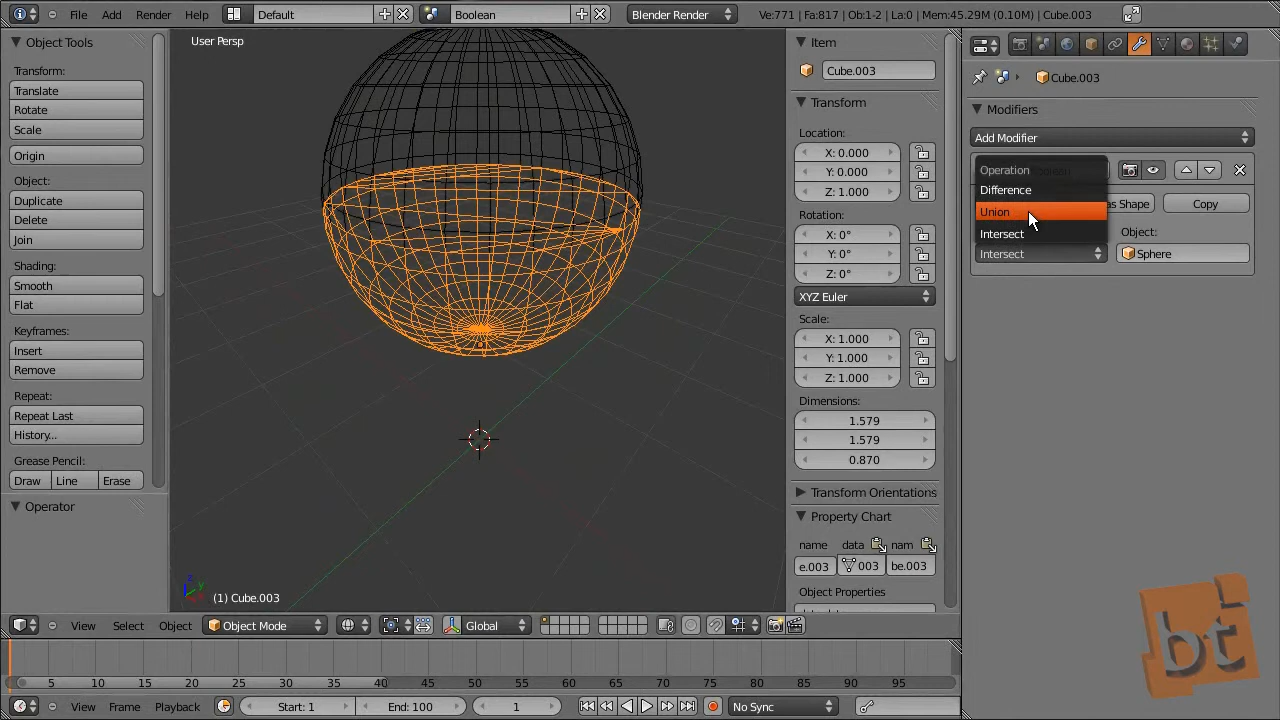 File Add Render Help Default Boolean Blender Render Ve:771 | Fa:817 | Ob:1-2 | La:0 | Mem:45.29M (0.10M) | Cube.003
Object Tools
Transform:
Translate
Rotate
Scale
Origin
Object:
Duplicate
Delete
Join
Shading:
Smooth
Flat
Keyframes:
Insert
Remove
Repeat:
Repeat Last
History...
Grease Pencil:
Draw Line Erase
Operator
User Persp
(1) Cube.003
Item
Cube.003
Transform
Location:
X: 0.000
Y: 0.000
Z: 1.000
Rotation:
X: 0°
Y: 0°
Z: 0°
XYZ Euler
Scale:
X: 1.000
Y: 1.000
Z: 1.000
Dimensions:
1.579
1.579
0.870
Transform Orientations
Property Chart
name data nam
e.003 003 be.003
Object Properties
Cube.003
Modifiers
Add Modifier
Operation
Difference
as Shape Copy
Union
Object:
Intersect
Intersect Sphere
View Select Object Object Mode Global
5 10 15 20 25 30 35 40 45 50 55 60 65 70 75 80 85 90 95
View Frame Playback Start: 1 End: 100 1 No Sync
bt